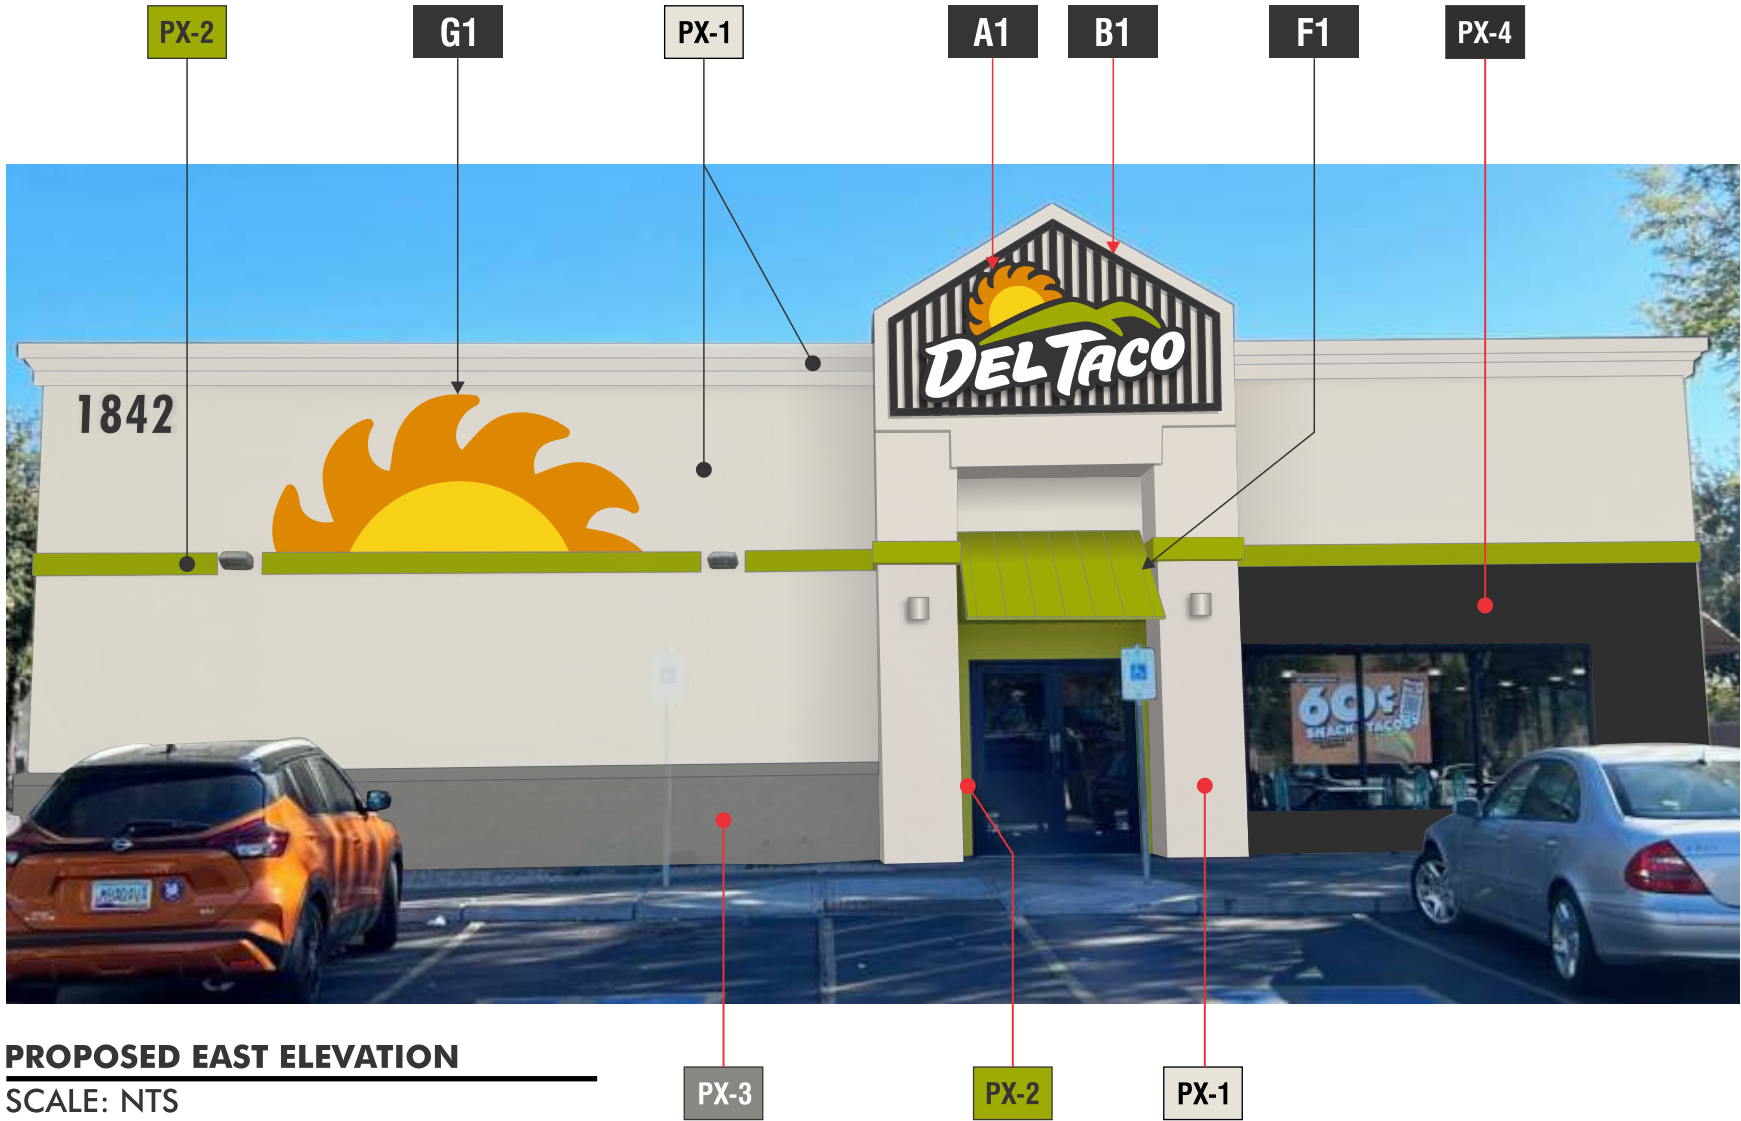 PX-2
G1
PX-1
A1
B1
F1
PX-4
DEL TACO
1842
60¢
SNACK TACOS
PROPOSED EAST ELEVATION
SCALE: NTS
PX-3
PX-2
PX-1